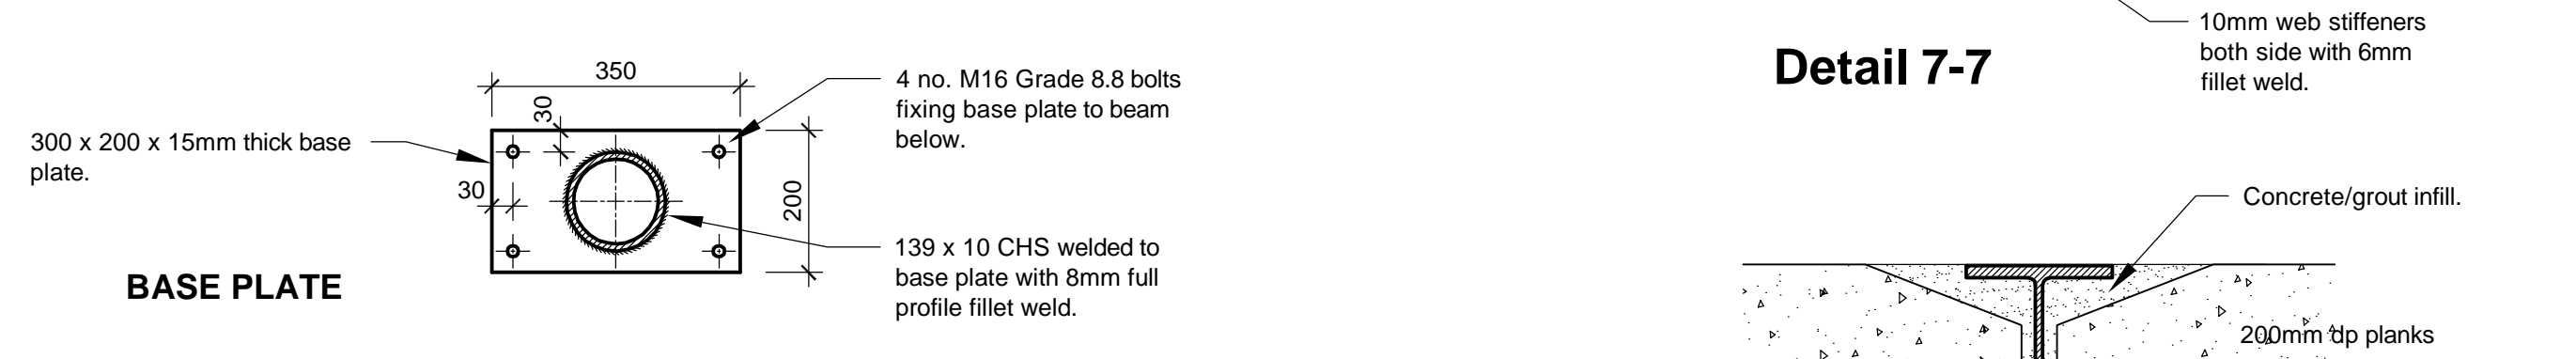 350
30
4 no. M16 Grade 8.8 bolts
fixing base plate to beam
below.
300 x 200 x 15mm thick base
plate.
30
200
139 x 10 CHS welded to
base plate with 8mm full
profile fillet weld.
BASE PLATE
10mm web stiffeners
both side with 6mm
fillet weld.
Detail 7-7
Concrete/grout infill.
200mm dp planks